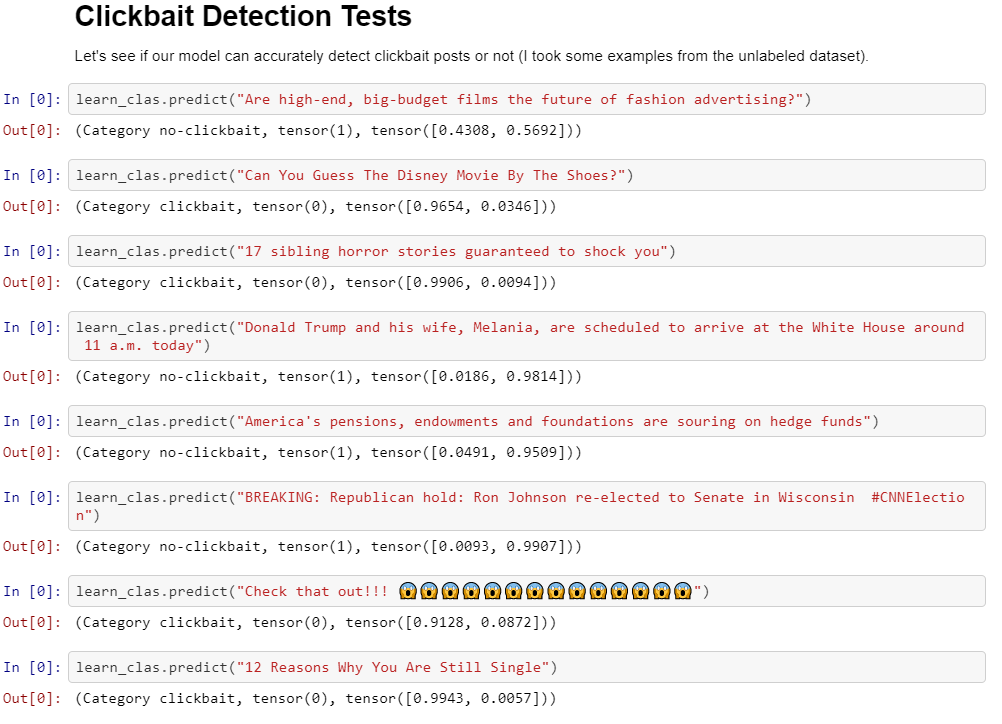 Clickbait Detection Tests
Let's see if our model can accurately detect clickbait posts or not (I took some examples from the unlabeled dataset).
In [0]: learn_clas.predict("Are high-end, big-budget films the future of fashion advertising?")
Out[0]: (Category no-clickbait, tensor(1), tensor([0.4308, 0.5692]))
In [0]: learn_clas.predict("Can You Guess The Disney Movie By The Shoes?")
Out[0]: (Category clickbait, tensor(0), tensor([0.9654, 0.0346]))
In [0]: learn_clas.predict("17 sibling horror stories guaranteed to shock you")
Out[0]: (Category clickbait, tensor(0), tensor([0.9906, 0.0094]))
In [0]: learn_clas.predict("Donald Trump and his wife, Melania, are scheduled to arrive at the White House around
11 a.m. today")
Out[0]: (Category no-clickbait, tensor(1), tensor([0.0186, 0.9814]))
In [0]: learn_clas.predict("America's pensions, endowments and foundations are souring on hedge funds")
Out[0]: (Category no-clickbait, tensor(1), tensor([0.0491, 0.9509]))
In [0]: learn_clas.predict("BREAKING: Republican hold: Ron Johnson re-elected to Senate in Wisconsin  #CNNElectio
n")
Out[0]: (Category no-clickbait, tensor(1), tensor([0.0093, 0.9907]))
In [0]: learn_clas.predict("Check that out!!! 😱😱😱😱😱😱😱😱😱😱😱😱😱😱")
Out[0]: (Category clickbait, tensor(0), tensor([0.9128, 0.0872]))
In [0]: learn_clas.predict("12 Reasons Why You Are Still Single")
Out[0]: (Category clickbait, tensor(0), tensor([0.9943, 0.0057]))